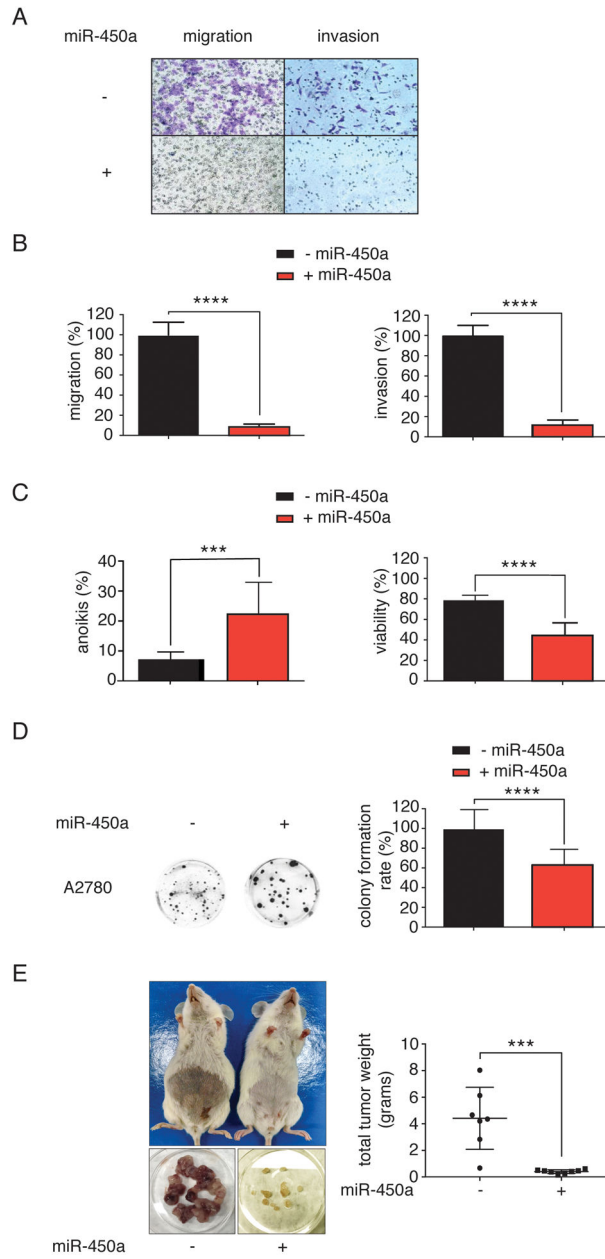 A
miR-450a migration invasion
-
+
B
- miR-450a
+ miR-450a
migration (%)
120
100
80
60
40
20
0
****
invasion (%)
120
100
80
60
40
20
0
****
C
- miR-450a
+ miR-450a
anoikis (%)
40
30
20
10
0
***
viability (%)
120
100
80
60
40
20
0
****
D
- miR-450a
+ miR-450a
miR-450a - +
A2780
colony formation
rate (%)
120
100
80
60
40
20
0
****
E
total tumor weight
(grams)
10
8
6
4
2
0
***
miR-450a - +
miR-450a - +